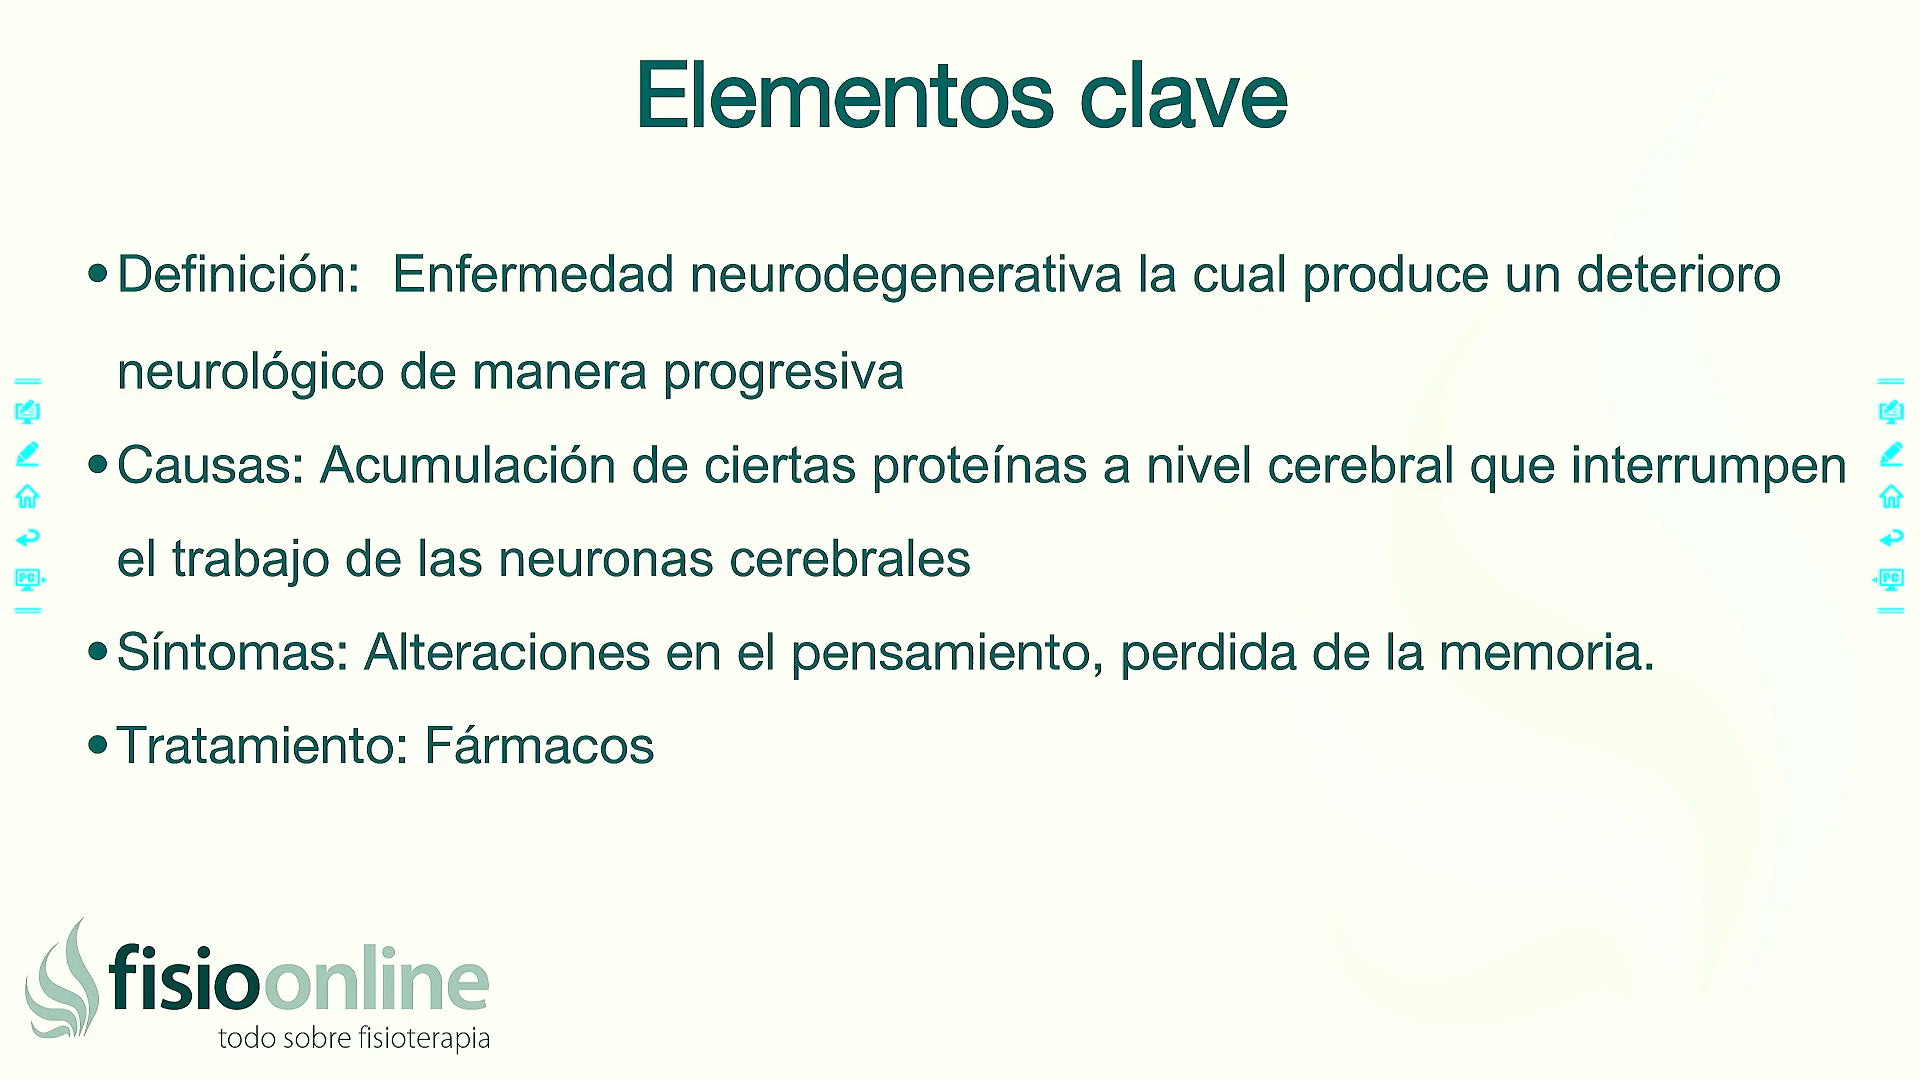 Elementos clave
•Definición:  Enfermedad neurodegenerativa la cual produce un deterioro
neurológico de manera progresiva
•Causas: Acumulación de ciertas proteínas a nivel cerebral que interrumpen
el trabajo de las neuronas cerebrales
•Síntomas: Alteraciones en el pensamiento, perdida de la memoria.
•Tratamiento: Fármacos
PC
PC
fisioonline
todo sobre fisioterapia